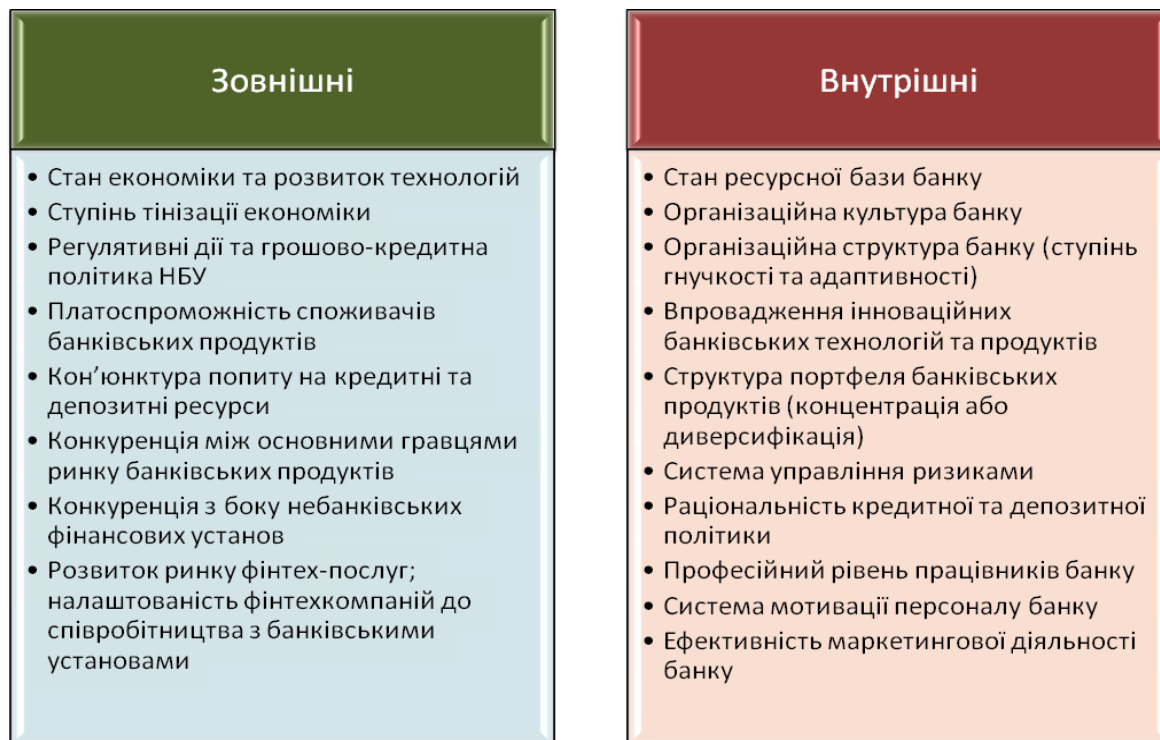 Зовнішні
• Стан економіки та розвиток технологій
• Ступінь тінізації економіки
• Регулятивні дії та грошово-кредитна
політика НБУ
• Платоспроможність споживачів
банківських продуктів
• Кон’юнктура попиту на кредитні та
депозитні ресурси
• Конкуренція між основними гравцями
ринку банківських продуктів
• Конкуренція з боку небанківських
фінансових установ
• Розвиток ринку фінтех-послуг;
налаштованість фінтехкомпаній до
співробітництва з банківськими
установами
Внутрішні
• Стан ресурсної бази банку
• Організаційна культура банку
• Організаційна структура банку (ступінь
гнучкості та адаптивності)
• Впровадження інноваційних
банківських технологій та продуктів
• Структура портфеля банківських
продуктів (концентрація або
диверсифікація)
• Система управління ризиками
• Раціональність кредитної та депозитної
політики
• Професійний рівень працівників банку
• Система мотивації персоналу банку
• Ефективність маркетингової діяльності
банку